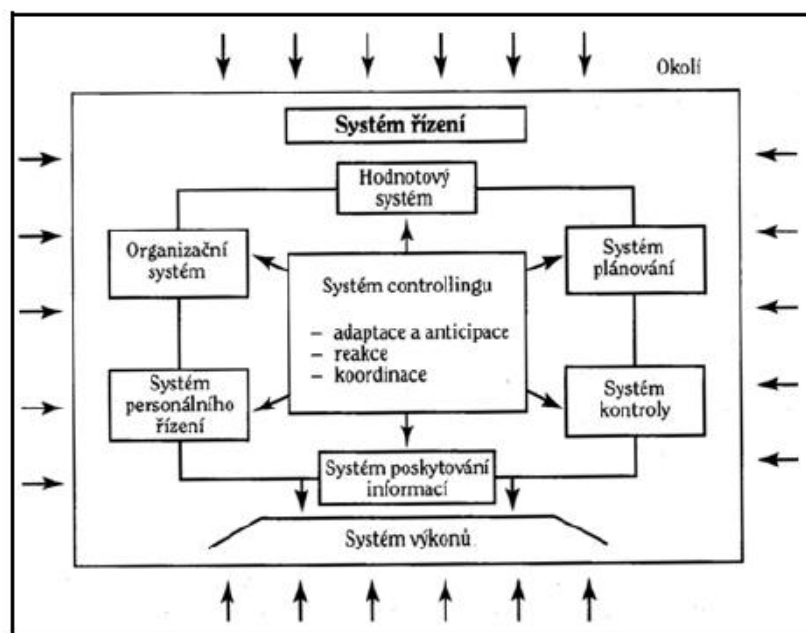 Okolí
Systém řízení
Hodnotový
systém
Organizační
systém
Systém
plánování
Systém controllingu
– adaptace a anticipace
– reakce
– koordinace
Systém
personálního
řízení
Systém
kontroly
Systém poskytování
informací
Systém výkonů